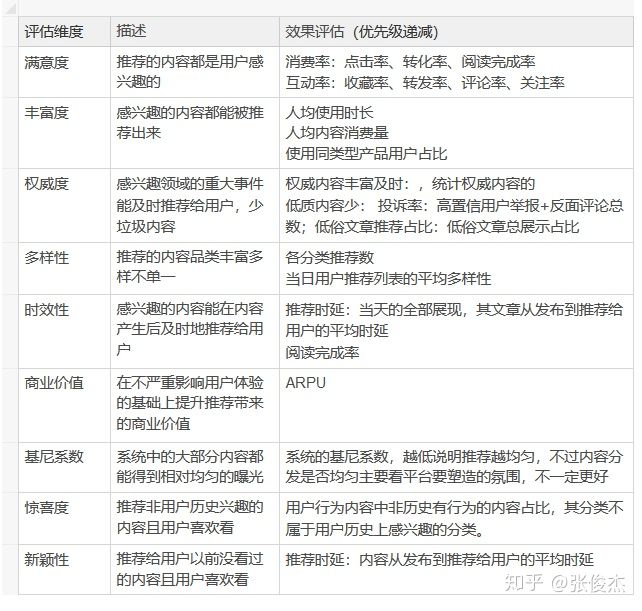 评估维度
描述
效果评估（优先级递减）
满意度
推荐的内容都是用户感
兴趣的
消费率：点击率、转化率、阅读完成率
互动率：收藏率、转发率、评论率、关注率
丰富度
感兴趣的内容都能被推
荐出来
人均使用时长
人均内容消费量
使用同类型产品用户占比
权威度
感兴趣领域的重大事件
能及时推荐给用户，少
垃圾内容
权威内容丰富及时：，统计权威内容的
低质内容少： 投诉率：高置信用户举报+反面评论总
数；低俗文章推荐占比：低俗文章总展示占比
多样性
推荐的内容品类丰富多
样不单一
各分类推荐数
当日用户推荐列表的平均多样性
时效性
感兴趣的内容能在内容
产生后及时地推荐给用
户
推荐时延：当天的全部展现，其文章从发布到推荐给
用户的平均时延
阅读完成率
商业价值
在不严重影响用户体验
的基础上提升推荐带来
的商业价值
ARPU
基尼系数
系统中的大部分内容都
能得到相对均匀的曝光
系统的基尼系数，越低说明推荐越均匀，不过内容分
发是否均匀主要看平台要塑造的氛围，不一定更好
惊喜度
推荐非用户历史兴趣的
内容且用户喜欢看
用户行为内容中非历史有行为的内容占比，其分类不
属于用户历史上感兴趣的分类。
新颖性
推荐给用户以前没看过
的内容且用户喜欢看
推荐时延：内容从发布到推荐给用户的平均时延
知乎 @张俊杰